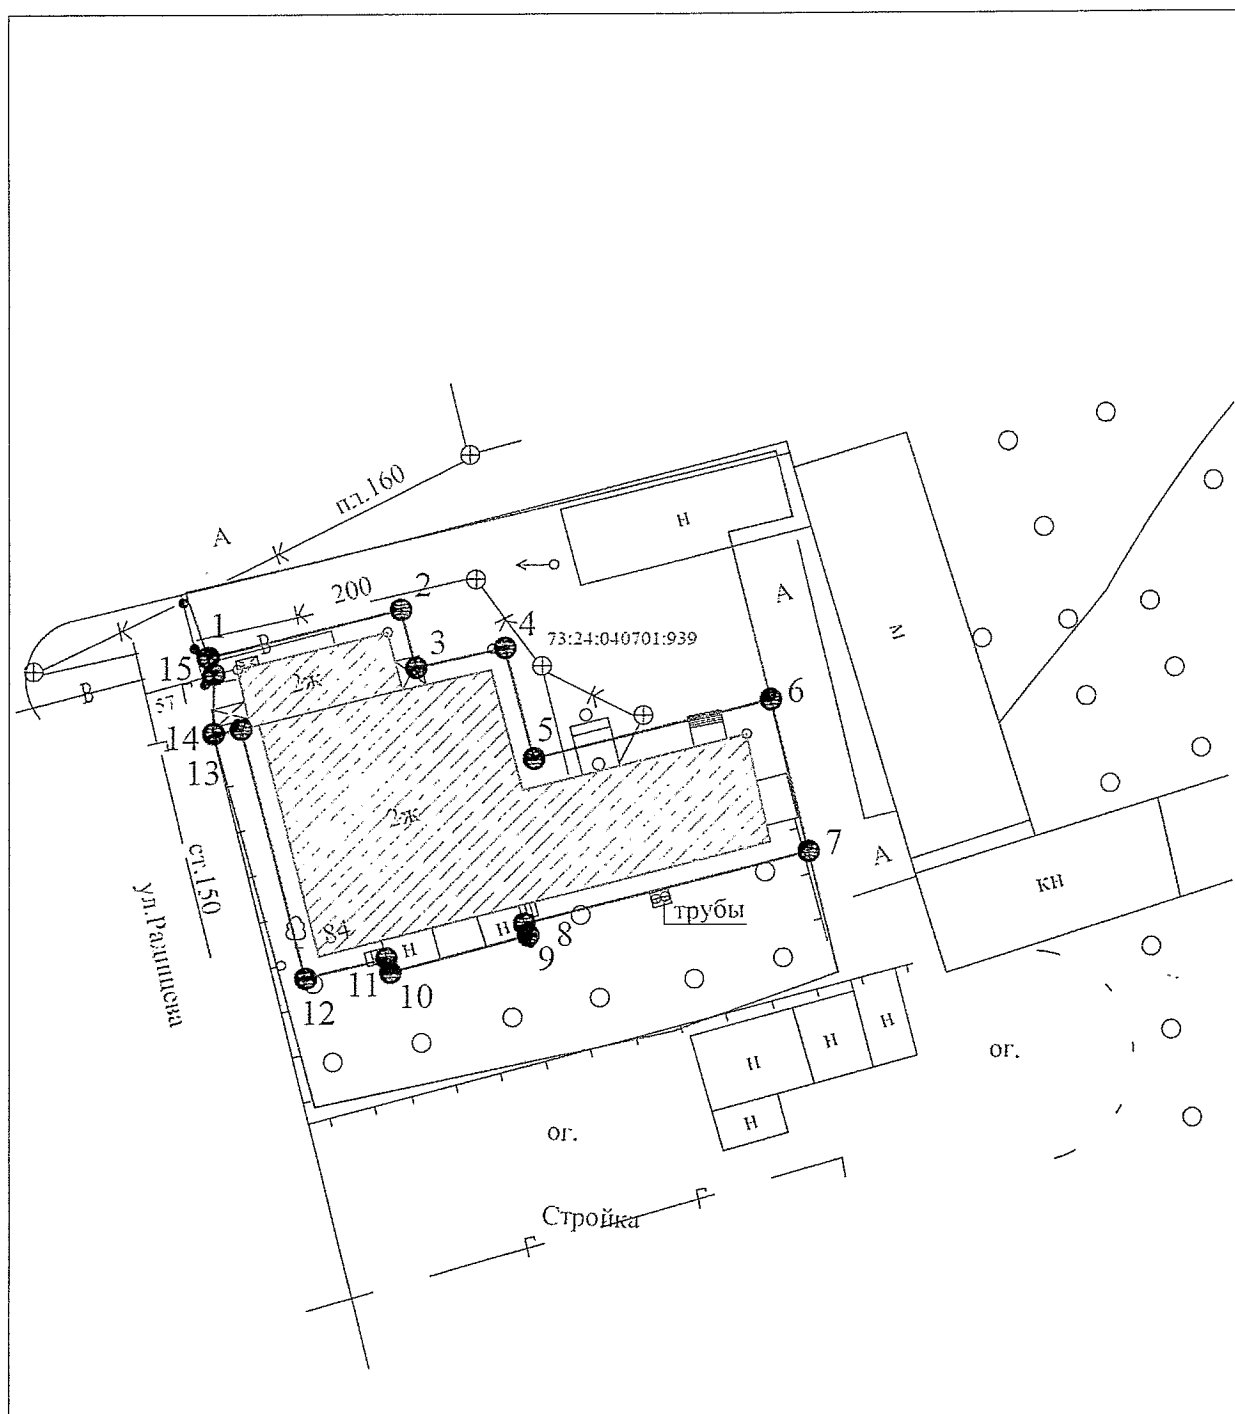 пл.160
А
К
н
200
2
К
К
1
В
4
К
А
м
73:24:040701:939
3
15
2ж
6
В
57
К
5
14
13
2ж
7
ст.150
А
кн
ул.Радищева
84
н
н
8
трубы
9
11
10
12
н
н
н
ог.
н
ог.
Г
Стройка
Г